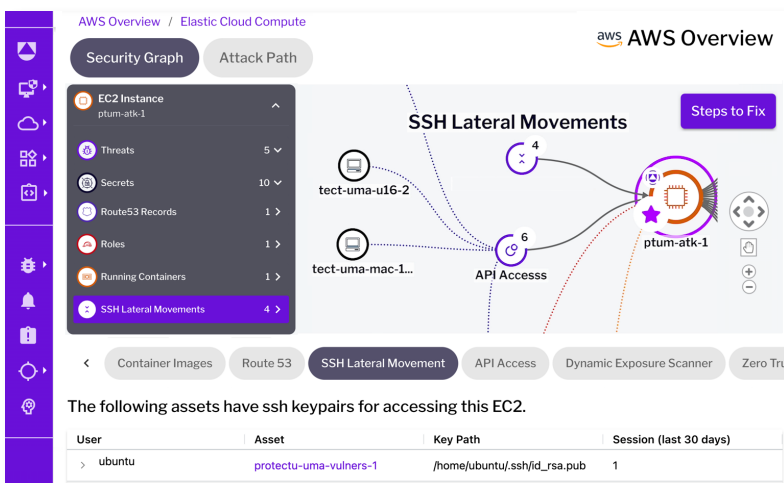 AWS Overview / Elastic Cloud Compute
aws AWS Overview
Security Graph
Attack Path
EC2 Instance
ptum-atk-1
Threats 5
Secrets 10
Route53 Records 1
Roles 1
Running Containers 1
SSH Lateral Movements 4
SSH Lateral Movements
Steps to Fix
4
tect-uma-u16-2
6
tect-uma-mac-1...
API Accesss
ptum-atk-1
Container Images
Route 53
SSH Lateral Movement
API Access
Dynamic Exposure Scanner
Zero Tru
The following assets have ssh keypairs for accessing this EC2.
User Asset Key Path Session (last 30 days)
ubuntu protectu-uma-vulners-1 /home/ubuntu/.ssh/id_rsa.pub 1